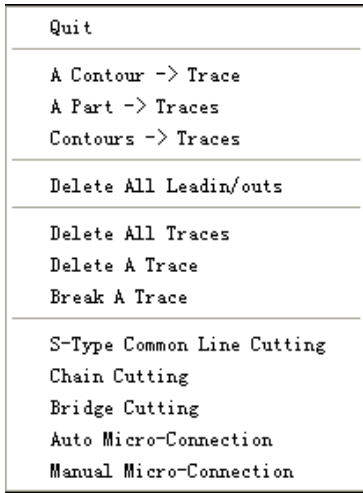 Quit
A Contour -> Trace
A Part -> Traces
Contours -> Traces
Delete All Leadin/outs
Delete All Traces
Delete A Trace
Break A Trace
S-Type Common Line Cutting
Chain Cutting
Bridge Cutting
Auto Micro-Connection
Manual Micro-Connection